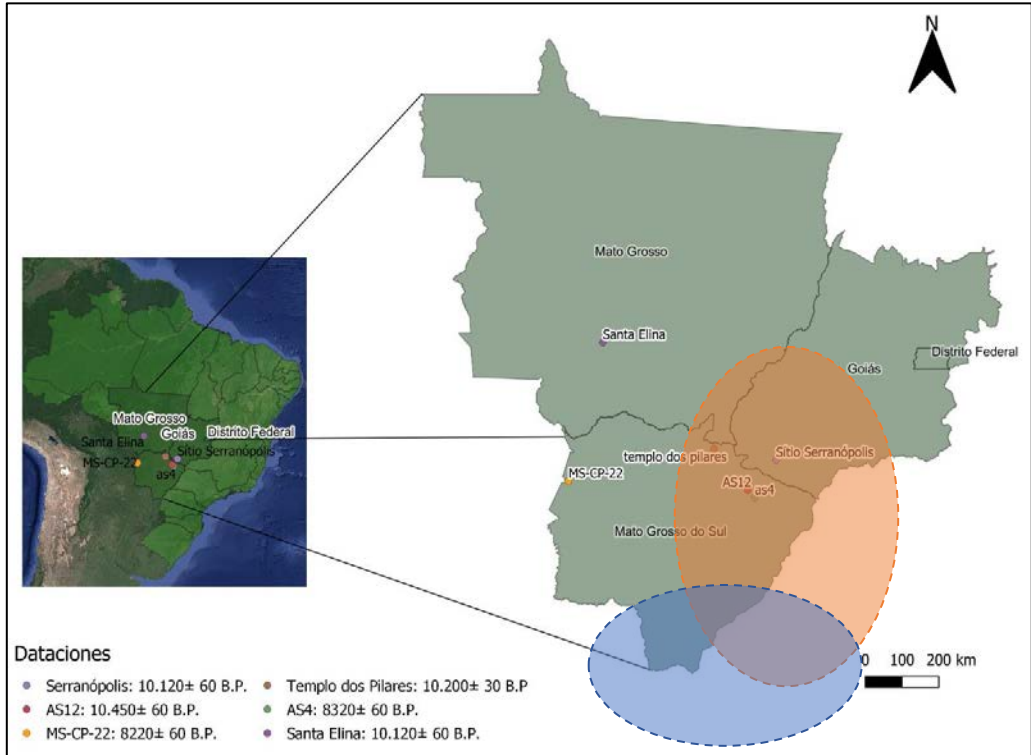 N
Mato Grosso
Santa Elina
Goiás
Distrito Federal
templo dos pilares
Sitio Serranópolis
MS-CP-22
AS12
as4
Mato Grosso do Sul
Mato Grosso
Goiás
Distrito Federal
Santa Elina
Sitio Serranópolis
MS-CP-22
as4
0 100 200 km
Dataciones
Serranópolis: 10.120± 60 B.P.
AS12: 10.450± 60 B.P.
MS-CP-22: 8220± 60 B.P.
Templo dos Pilares: 10.200± 30 B.P
AS4: 8320± 60 B.P.
Santa Elina: 10.120± 60 B.P.